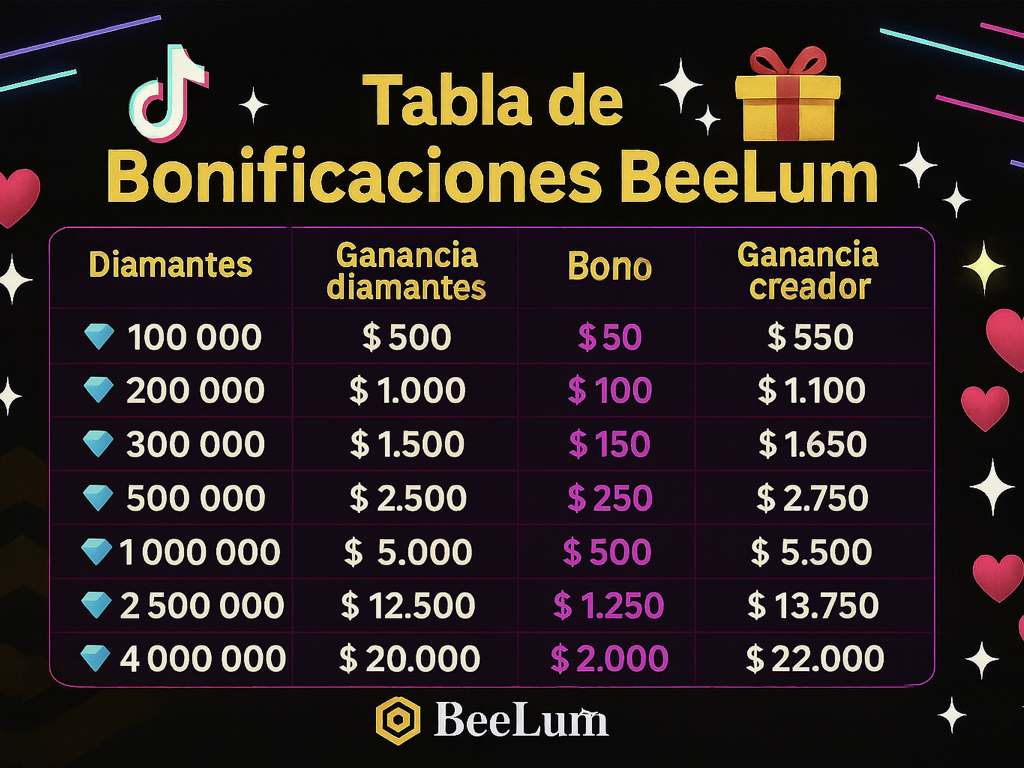 Tabla de
Bonificaciones BeeLum
Diamantes Ganancia diamantes Bono Ganancia creador
100 000 $ 500 $ 50 $ 550
200 000 $ 1.000 $ 100 $ 1.100
300 000 $ 1.500 $ 150 $ 1.650
500 000 $ 2.500 $ 250 $ 2.750
1 000 000 $ 5.000 $ 500 $ 5.500
2 500 000 $ 12.500 $ 1.250 $ 13.750
4 000 000 $ 20.000 $ 2.000 $ 22.000
BeeLum